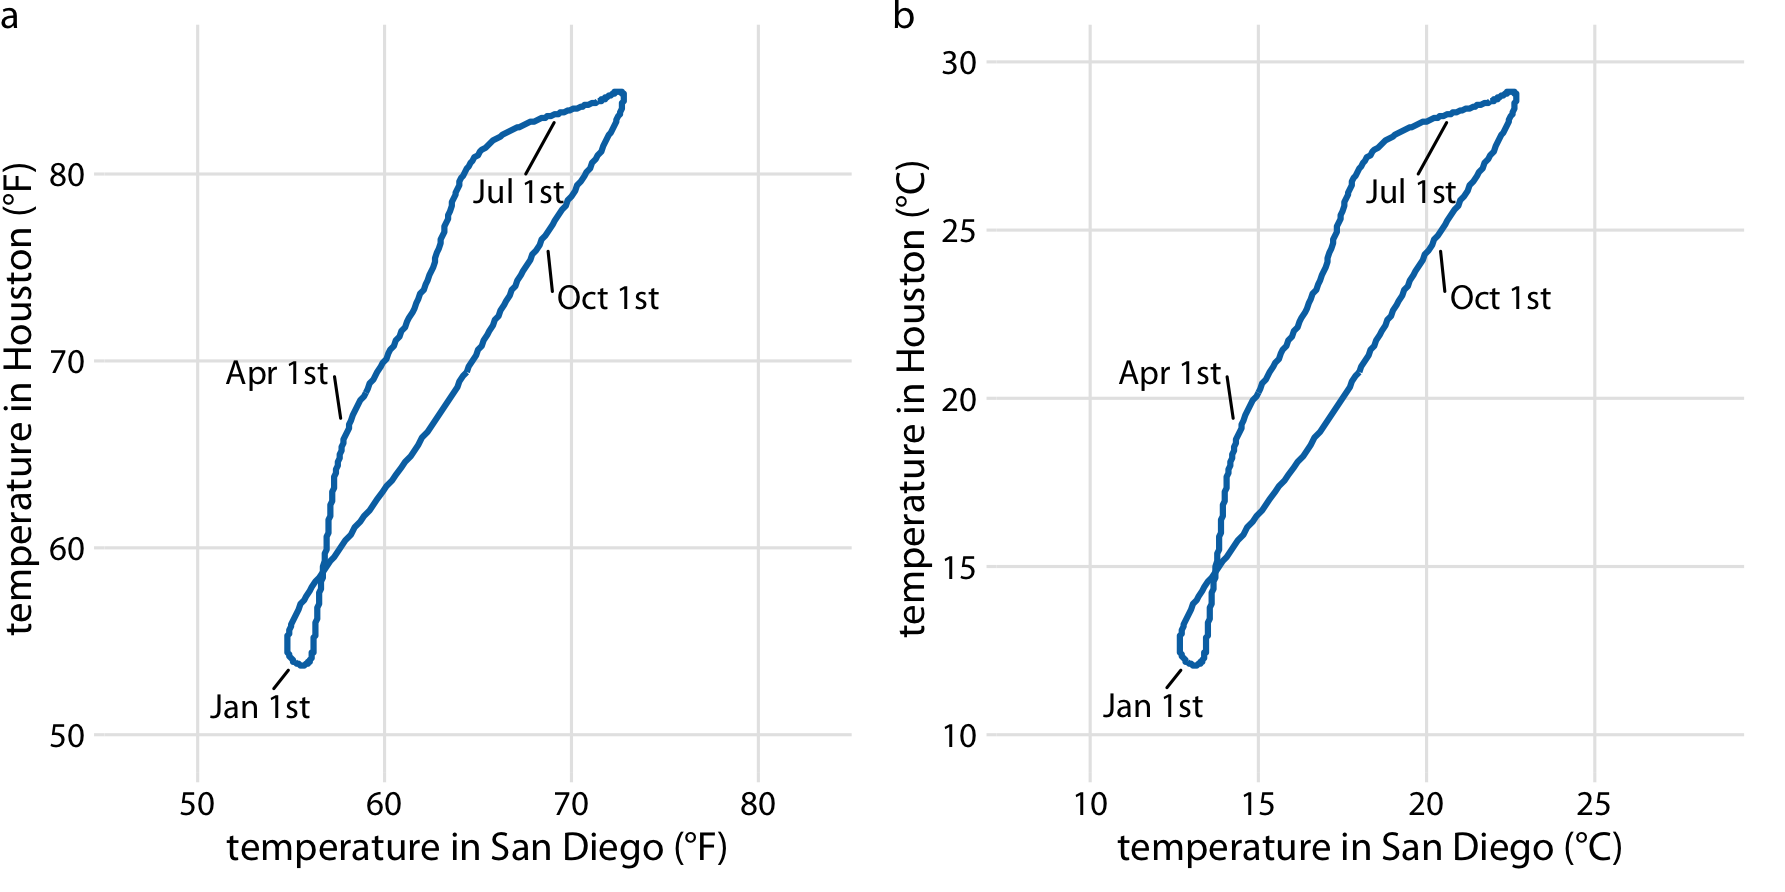 a
temperature in Houston (°F)
80
70
60
50
Jul 1st
Oct 1st
Apr 1st
Jan 1st
50 60 70 80
temperature in San Diego (°F)
b
temperature in Houston (°C)
30
25
20
15
10
Jul 1st
Oct 1st
Apr 1st
Jan 1st
10 15 20 25
temperature in San Diego (°C)